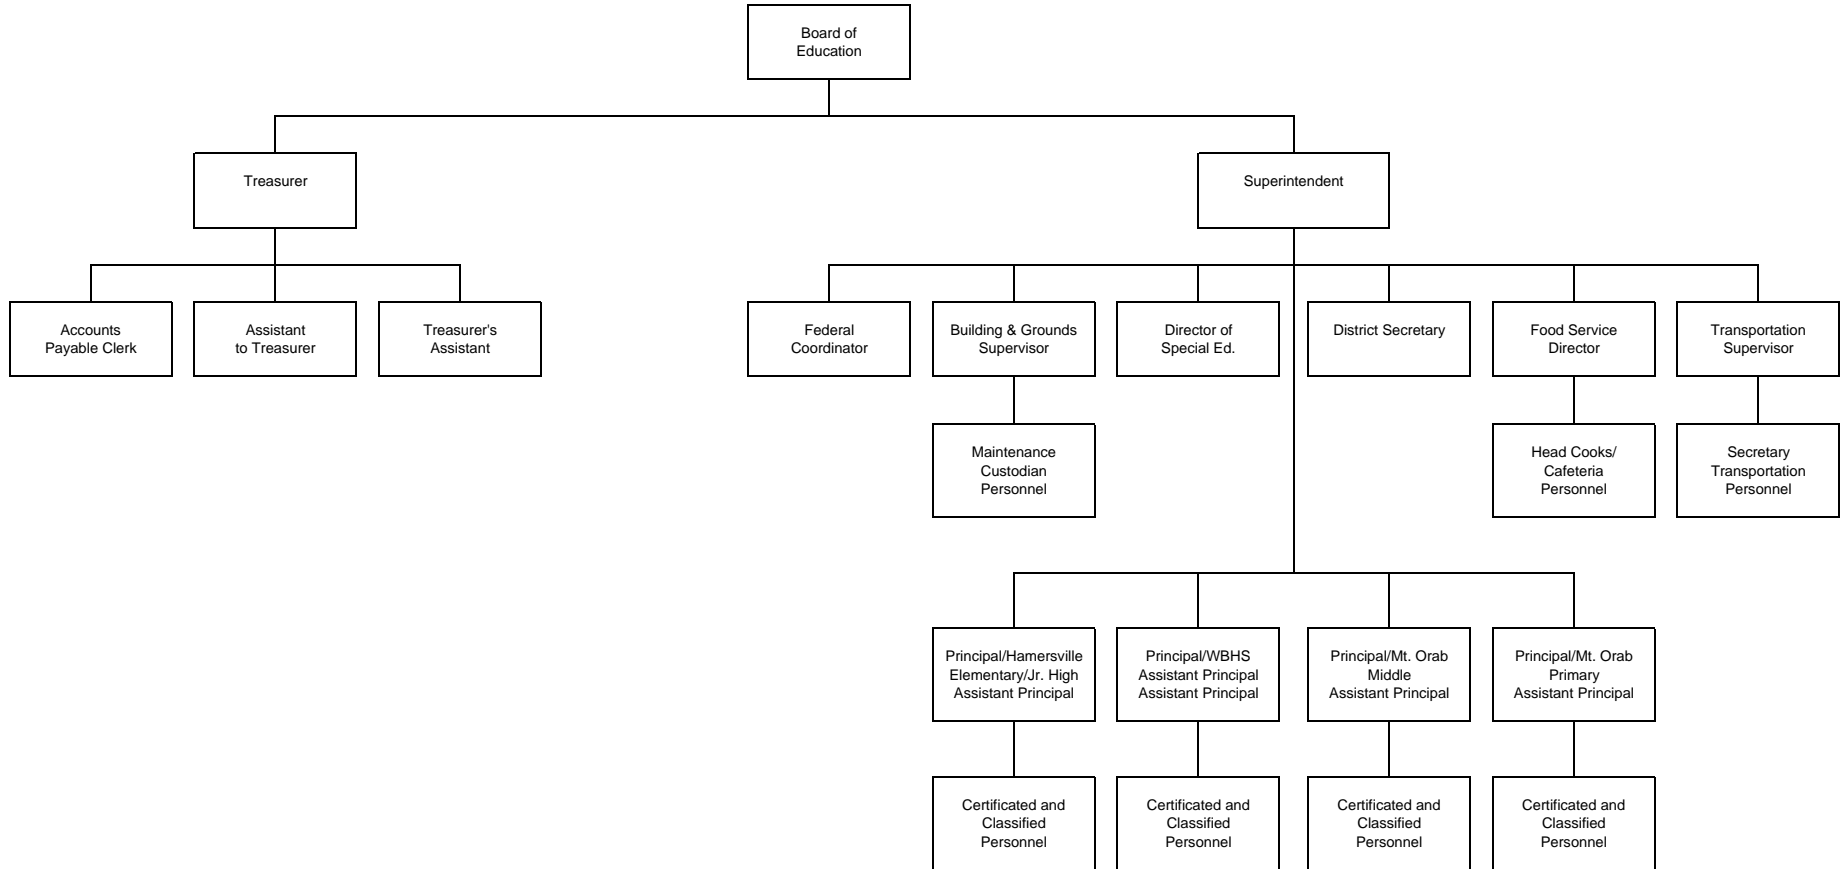 Board of
Education
Treasurer
Superintendent
Accounts
Payable Clerk
Assistant
to Treasurer
Treasurer's
Assistant
Federal
Coordinator
Building & Grounds
Supervisor
Director of
Special Ed.
District Secretary
Food Service
Director
Transportation
Supervisor
Maintenance
Custodian
Personnel
Head Cooks/
Cafeteria
Personnel
Secretary
Transportation
Personnel
Principal/Hamersville
Elementary/Jr. High
Assistant Principal
Principal/WBHS
Assistant Principal
Assistant Principal
Principal/Mt. Orab
Middle
Assistant Principal
Principal/Mt. Orab
Primary
Assistant Principal
Certificated and
Classified
Personnel
Certificated and
Classified
Personnel
Certificated and
Classified
Personnel
Certificated and
Classified
Personnel